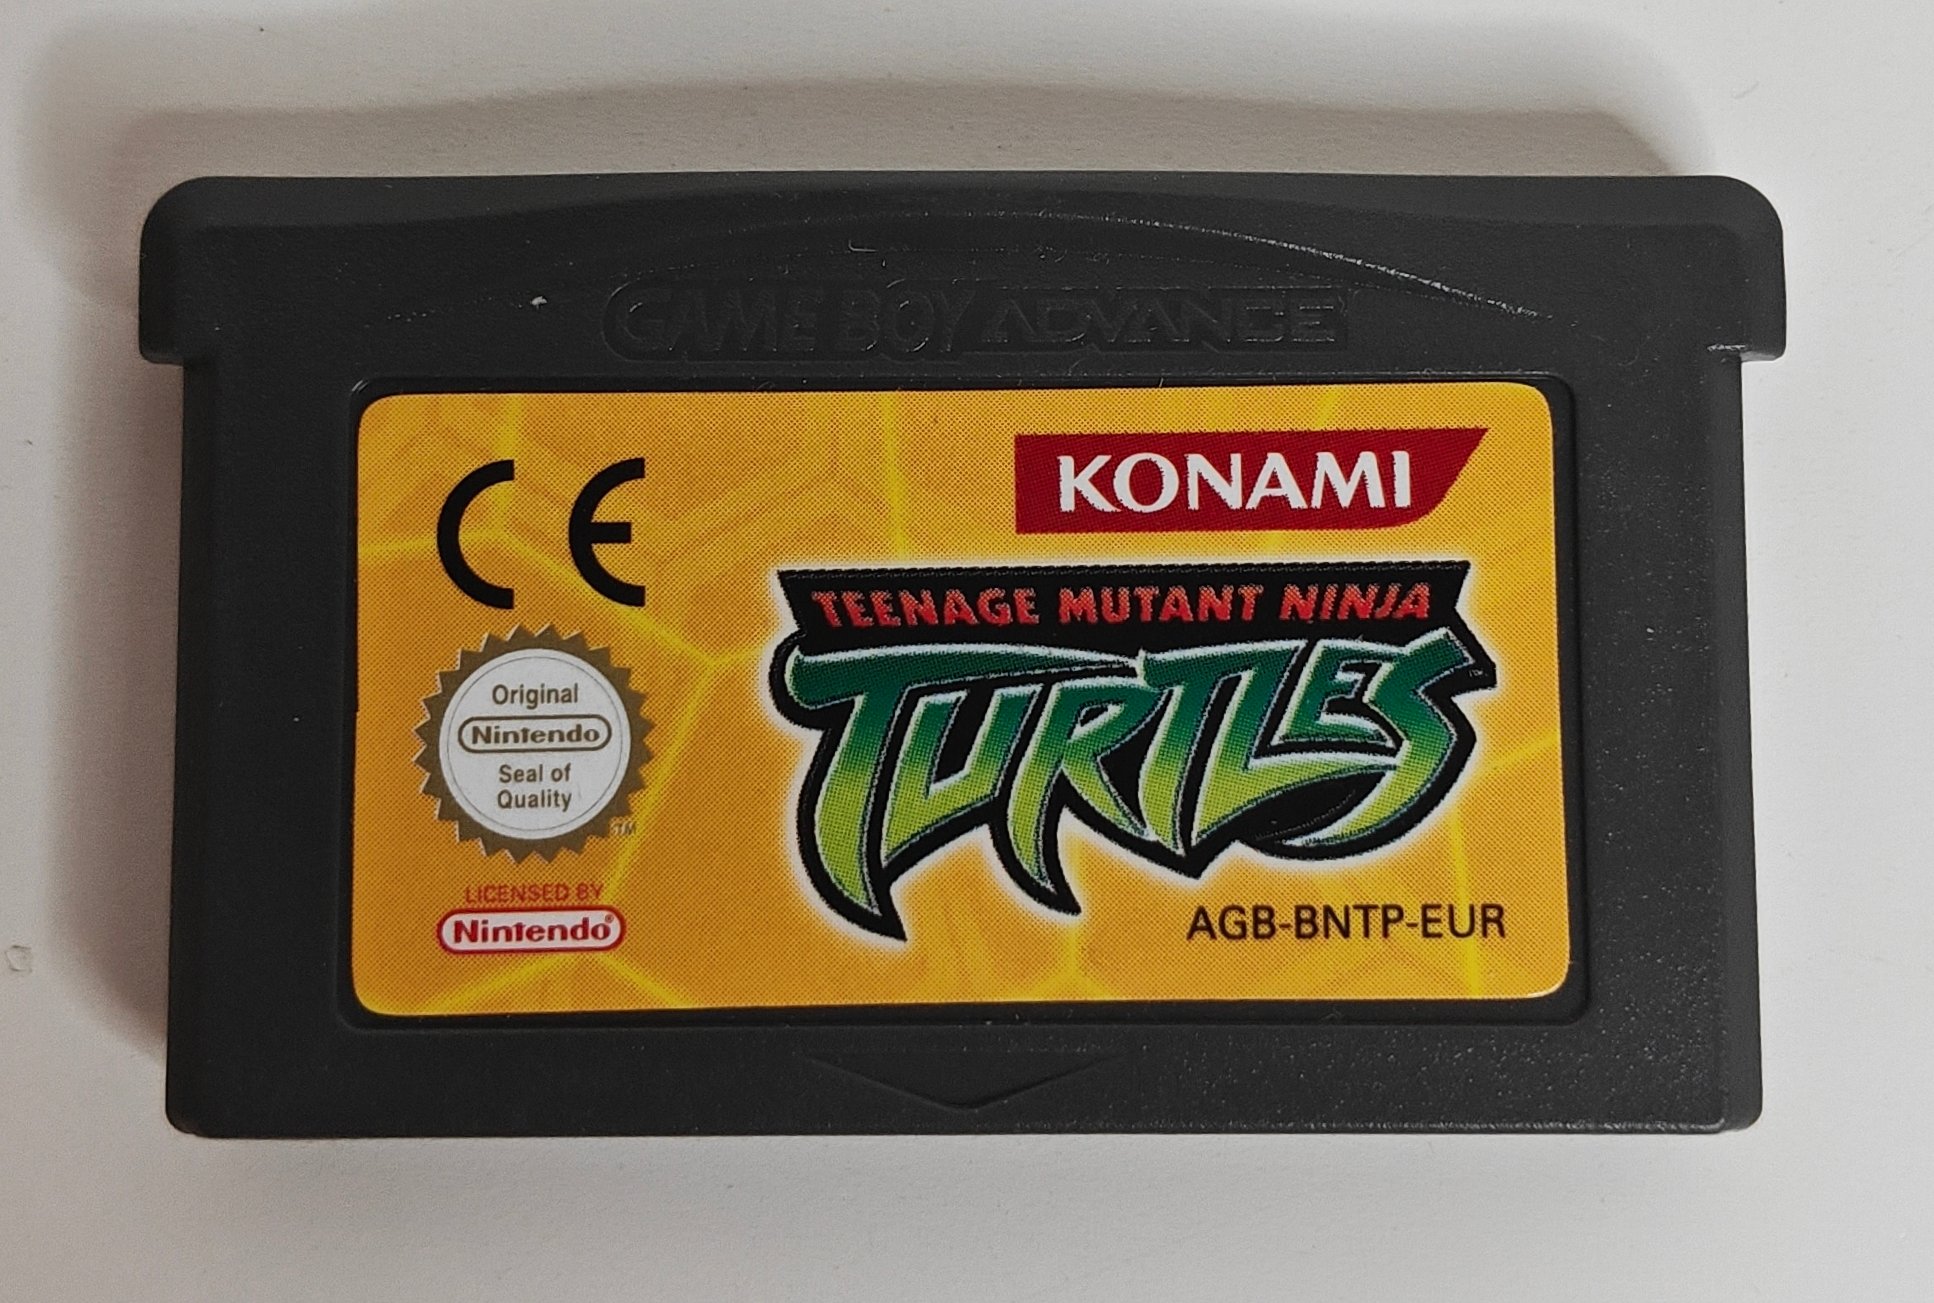 GAME BOY ADVANCE
CE
KONAMI
TEENAGE MUTANT NINJA
TURTLES™
Original
Nintendo
Seal of
Quality
™
LICENSED BY
Nintendo®
AGB-BNTP-EUR